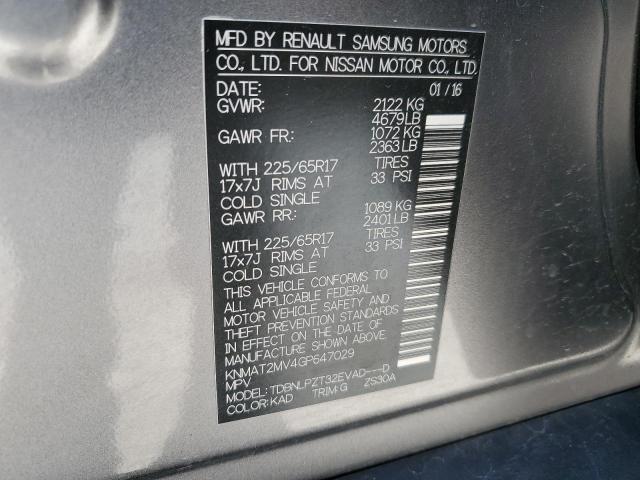 MFD BY RENAULT SAMSUNG MOTORS
CO., LTD. FOR NISSAN MOTOR CO., LTD.
DATE: 01/16
GVWR: 2122 KG
4679LB
GAWR FR: 1072 KG
2363LB
WITH 225/65R17 TIRES
17x7J RIMS AT 33 PSI
COLD SINGLE
GAWR RR: 1089 KG
2401LB
WITH 225/65R17 TIRES
17x7J RIMS AT 33 PSI
COLD SINGLE
THIS VEHICLE CONFORMS TO
ALL APPLICABLE FEDERAL
MOTOR VEHICLE SAFETY AND
THEFT PREVENTION STANDARDS
IN EFFECT ON THE DATE OF
MANUFACTURE
KNMAT2MV4GP647029
MPV
MODEL: TDBNLPZT32EVAD---D
COLOR:KAD TRIM:G ZS30A